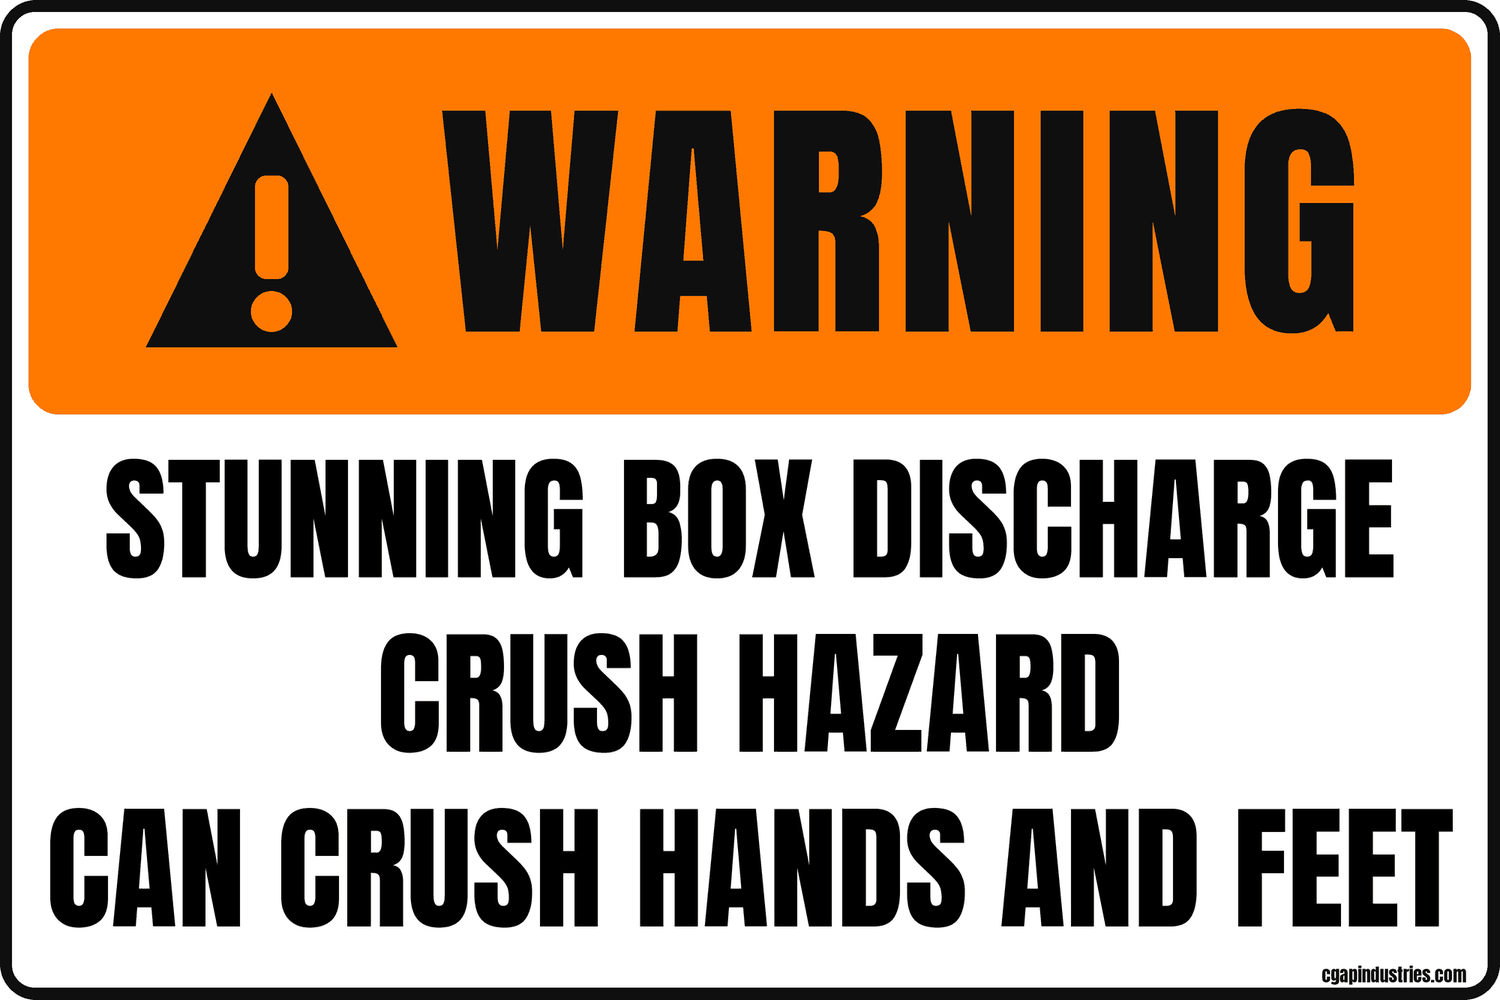 WARNING
STUNNING BOX DISCHARGE
CRUSH HAZARD
CAN CRUSH HANDS AND FEET
cgapindustries.com